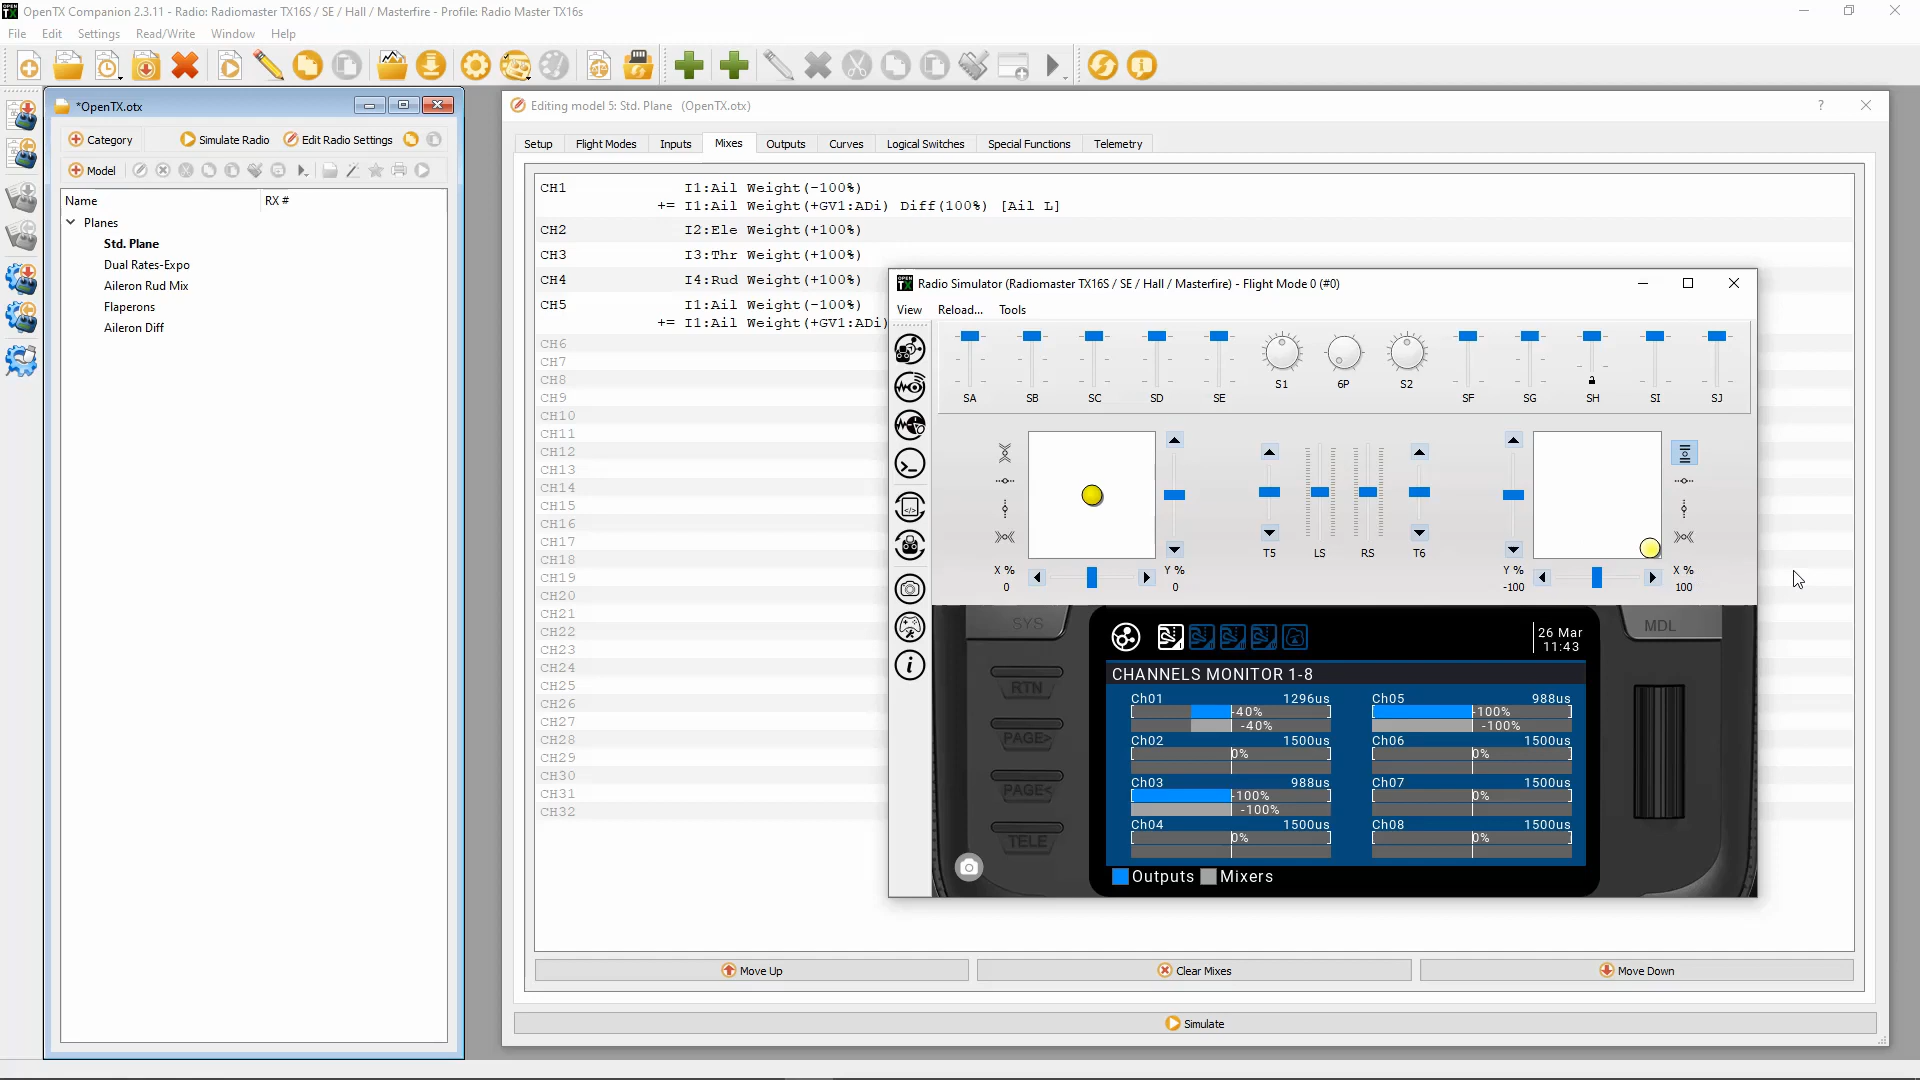 OpenTX Companion 2.3.11 - Radio: Radiomaster TX16S / SE / Hall / Masterfire - Profile: Radio Master TX16s
File Edit Settings Read/Write Window Help
*OpenTX.otx
Category Simulate Radio Edit Radio Settings
Model
Name RX #
Planes
Std. Plane
Dual Rates-Expo
Aileron Rud Mix
Flaperons
Aileron Diff
Editing model 5: Std. Plane (OpenTX.otx) ?
Setup Flight Modes Inputs Mixes Outputs Curves Logical Switches Special Functions Telemetry
CH1 I1:Ail Weight(-100%)
+= I1:Ail Weight(+GV1:ADi) Diff(100%) [Ail L]
CH2 I2:Ele Weight(+100%)
CH3 I3:Thr Weight(+100%)
CH4 I4:Rud Weight(+100%)
CH5 I1:Ail Weight(-100%)
+= I1:Ail Weight(+GV1:ADi)
CH6
CH7
CH8
CH9
CH10
CH11
CH12
CH13
CH14
CH15
CH16
CH17
CH18
CH19
CH20
CH21
CH22
CH23
CH24
CH25
CH26
CH27
CH28
CH29
CH30
CH31
CH32
Radio Simulator (Radiomaster TX16S / SE / Hall / Masterfire) - Flight Mode 0 (#0)
View Reload... Tools
S1 6P S2
SA SB SC SD SE SF SG SH SI SJ
T5 LS RS T6
X % Y % Y % X %
0 0 -100 100
SYS
RTN
PAGE>
PAGE<
TELE
MDL
26 Mar
11:43
CHANNELS MONITOR 1-8
Ch01 1296us Ch05 988us
-40% -100%
-40% -100%
Ch02 1500us Ch06 1500us
0% 0%
Ch03 988us Ch07 1500us
-100% 0%
-100%
Ch04 1500us Ch08 1500us
0% 0%
Outputs Mixers
Move Up Clear Mixes Move Down
Simulate